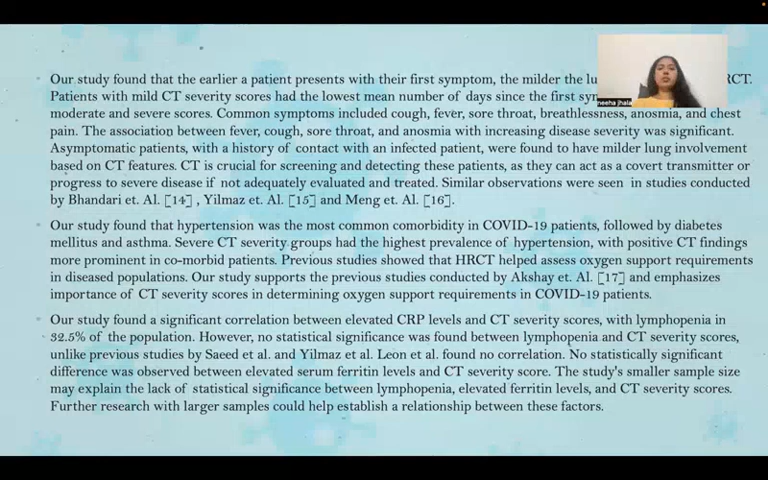 Our study found that the earlier a patient presents with their first symptom, the milder the lu
RCT.
Patients with mild CT severity scores had the lowest mean number of days since the first sy
moderate and severe scores. Common symptoms included cough, fever, sore throat, breathlessness, anosmia, and chest
pain. The association between fever, cough, sore throat, and anosmia with increasing disease severity was significant.
Asymptomatic patients, with a history of contact with an infected patient, were found to have milder lung involvement
based on CT features. CT is crucial for screening and detecting these patients, as they can act as a covert transmitter or
progress to severe disease if not adequately evaluated and treated. Similar observations were seen in studies conducted
by Bhandari et. Al. [14] , Yilmaz et. Al. [15] and Meng et. Al. [16].
Our study found that hypertension was the most common comorbidity in COVID-19 patients, followed by diabetes
mellitus and asthma. Severe CT severity groups had the highest prevalence of hypertension, with positive CT findings
more prominent in co-morbid patients. Previous studies showed that HRCT helped assess oxygen support requirements
in diseased populations. Our study supports the previous studies conducted by Akshay et. Al. [17] and emphasizes
importance of CT severity scores in determining oxygen support requirements in COVID-19 patients.
Our study found a significant correlation between elevated CRP levels and CT severity scores, with lymphopenia in
32.5% of the population. However, no statistical significance was found between lymphopenia and CT severity scores,
unlike previous studies by Saeed et al. and Yilmaz et al. Leon et al. found no correlation. No statistically significant
difference was observed between elevated serum ferritin levels and CT severity score. The study's smaller sample size
may explain the lack of statistical significance between lymphopenia, elevated ferritin levels, and CT severity scores.
Further research with larger samples could help establish a relationship between these factors.
neeha jhala